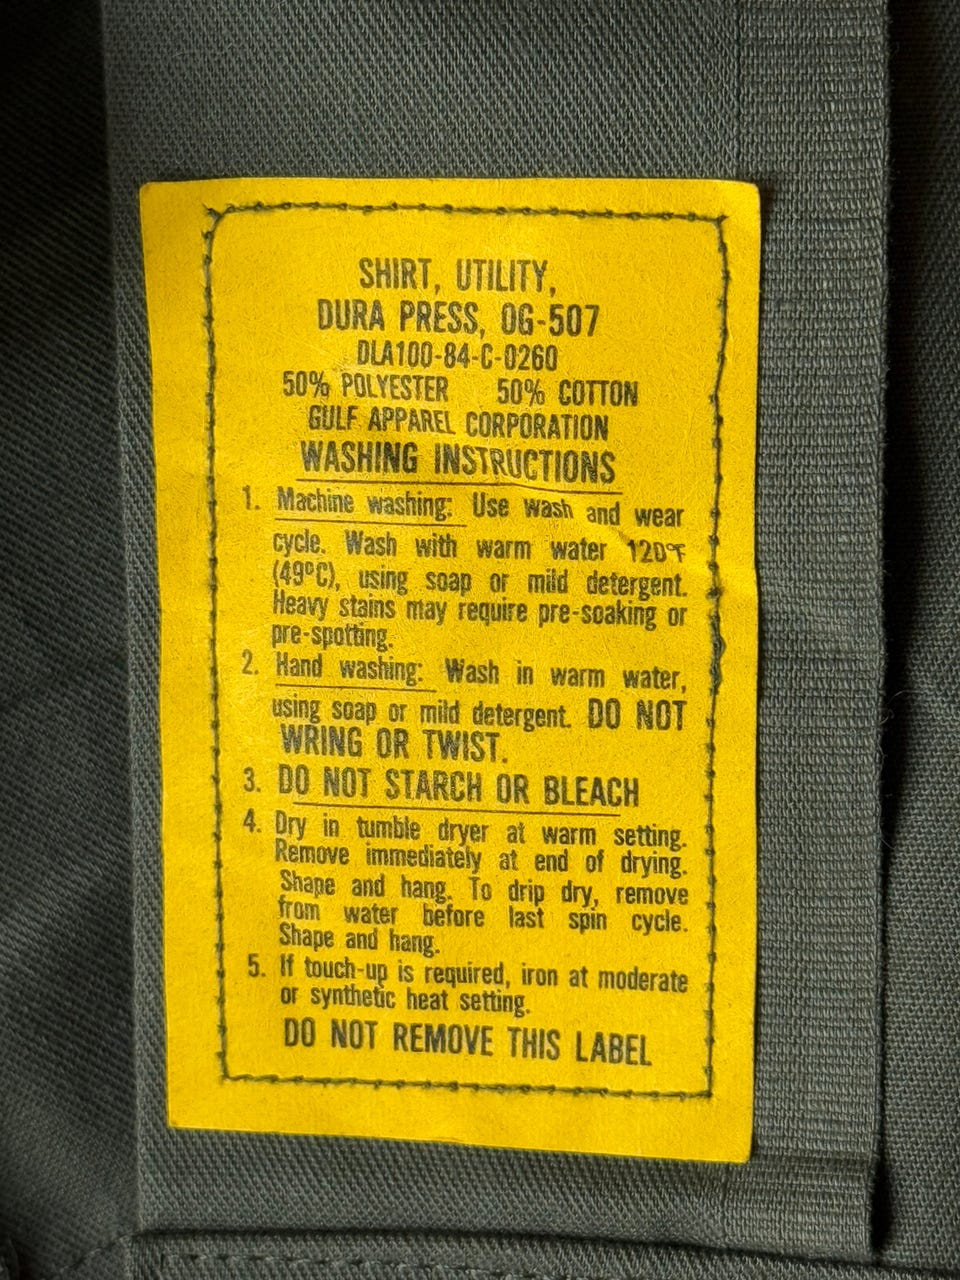 SHIRT, UTILITY,
DURA PRESS, OG-507
DLA100-84-C-0260
50% POLYESTER 50% COTTON
GULF APPAREL CORPORATION
WASHING INSTRUCTIONS
1. Machine washing: Use wash and wear
cycle. Wash with warm water 120°F
(49ºC), using soap or mild detergent.
Heavy stains may require pre-soaking or
pre-spotting.
2. Hand washing: Wash in warm water,
using soap or mild detergent. DO NOT
WRING OR TWIST.
3. DO NOT STARCH OR BLEACH
4. Dry in tumble dryer at warm setting.
Remove immediately at end of drying.
Shape and hang. To drip dry, remove
from water before last spin cycle.
Shape and hang.
5. If touch-up is required, iron at moderate
or synthetic heat setting.
DO NOT REMOVE THIS LABEL